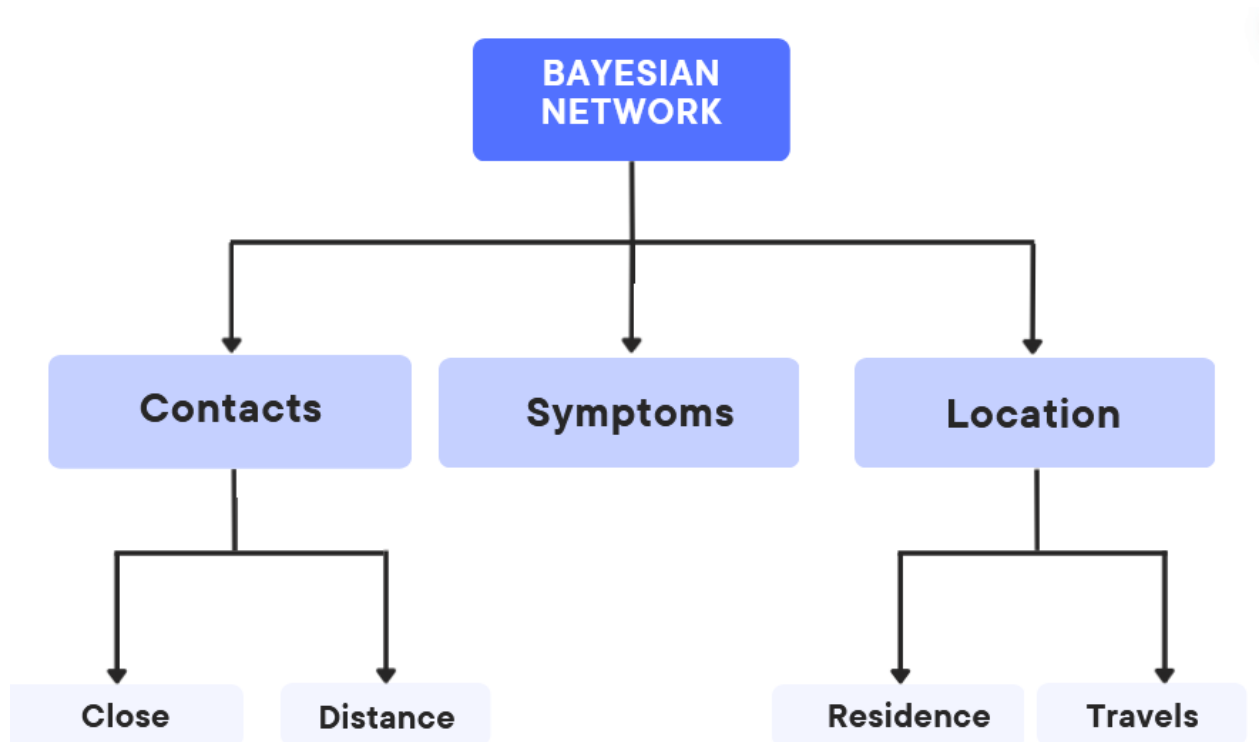 BAYESIAN
NETWORK
Contacts
Symptoms
Location
Close
Distance
Residence
Travels